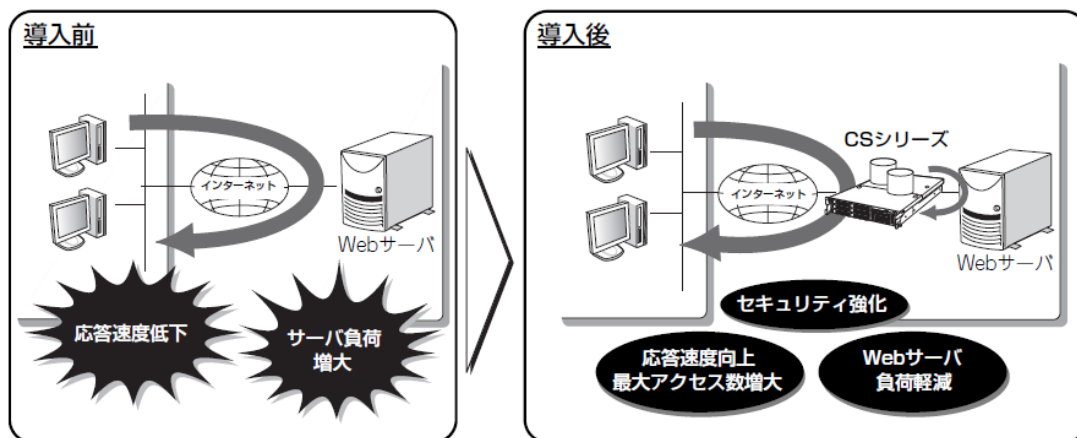 導入前
インターネット
Webサーバ
応答速度低下
サーバ負荷
増大
導入後
CSシリーズ
インターネット
Webサーバ
セキュリティ強化
応答速度向上
最大アクセス数増大
Webサーバ
負荷軽減